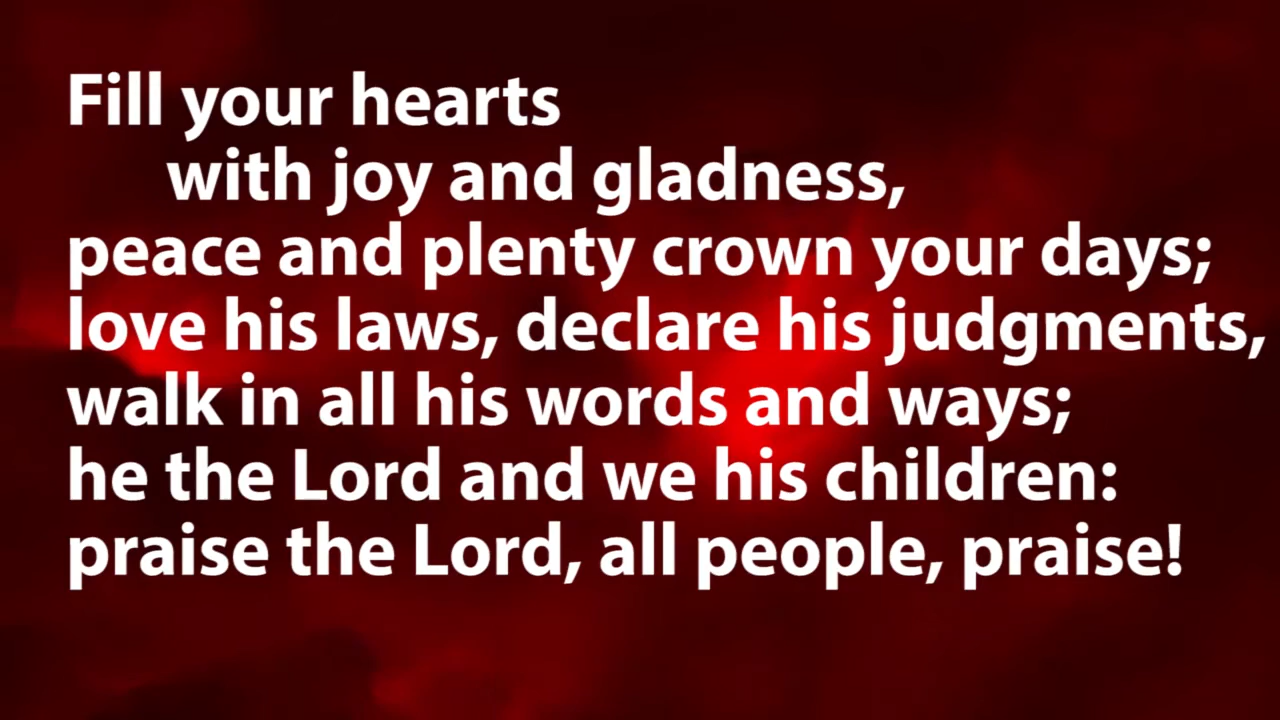 Fill your hearts
with joy and gladness,
peace and plenty crown your days;
love his laws, declare his judgments,
walk in all his words and ways;
he the Lord and we his children:
praise the Lord, all people, praise!